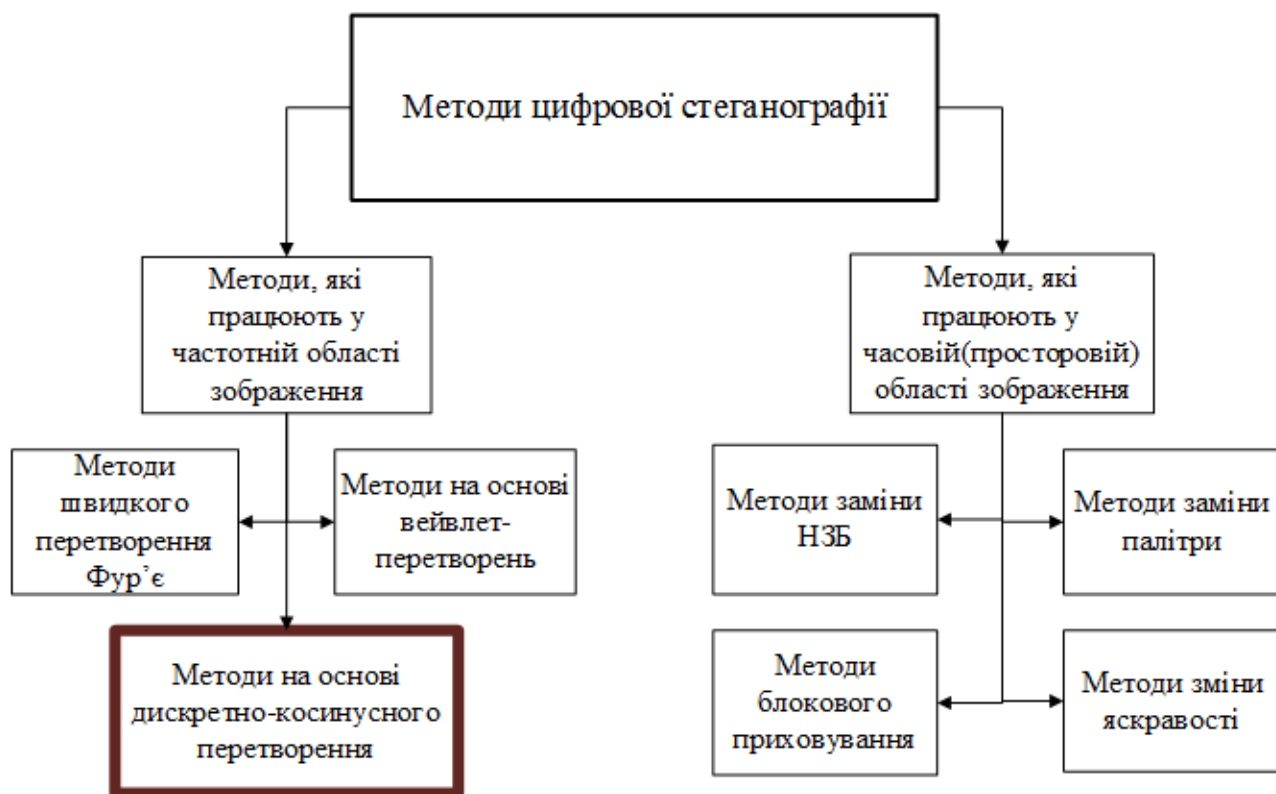 Методи цифрової стеганографії
Методи, які
працюють у
частотній області
зображення
Методи, які
працюють у
часовій(просторовій)
області зображення
Методи
швидкого
перетворення
Фур’є
Методи на основі
вейвлет-
перетворень
Методи заміни
НЗБ
Методи заміни
палітри
Методи на основі
дискретно-косинусного
перетворення
Методи
блокового
приховування
Методи зміни
яскравості